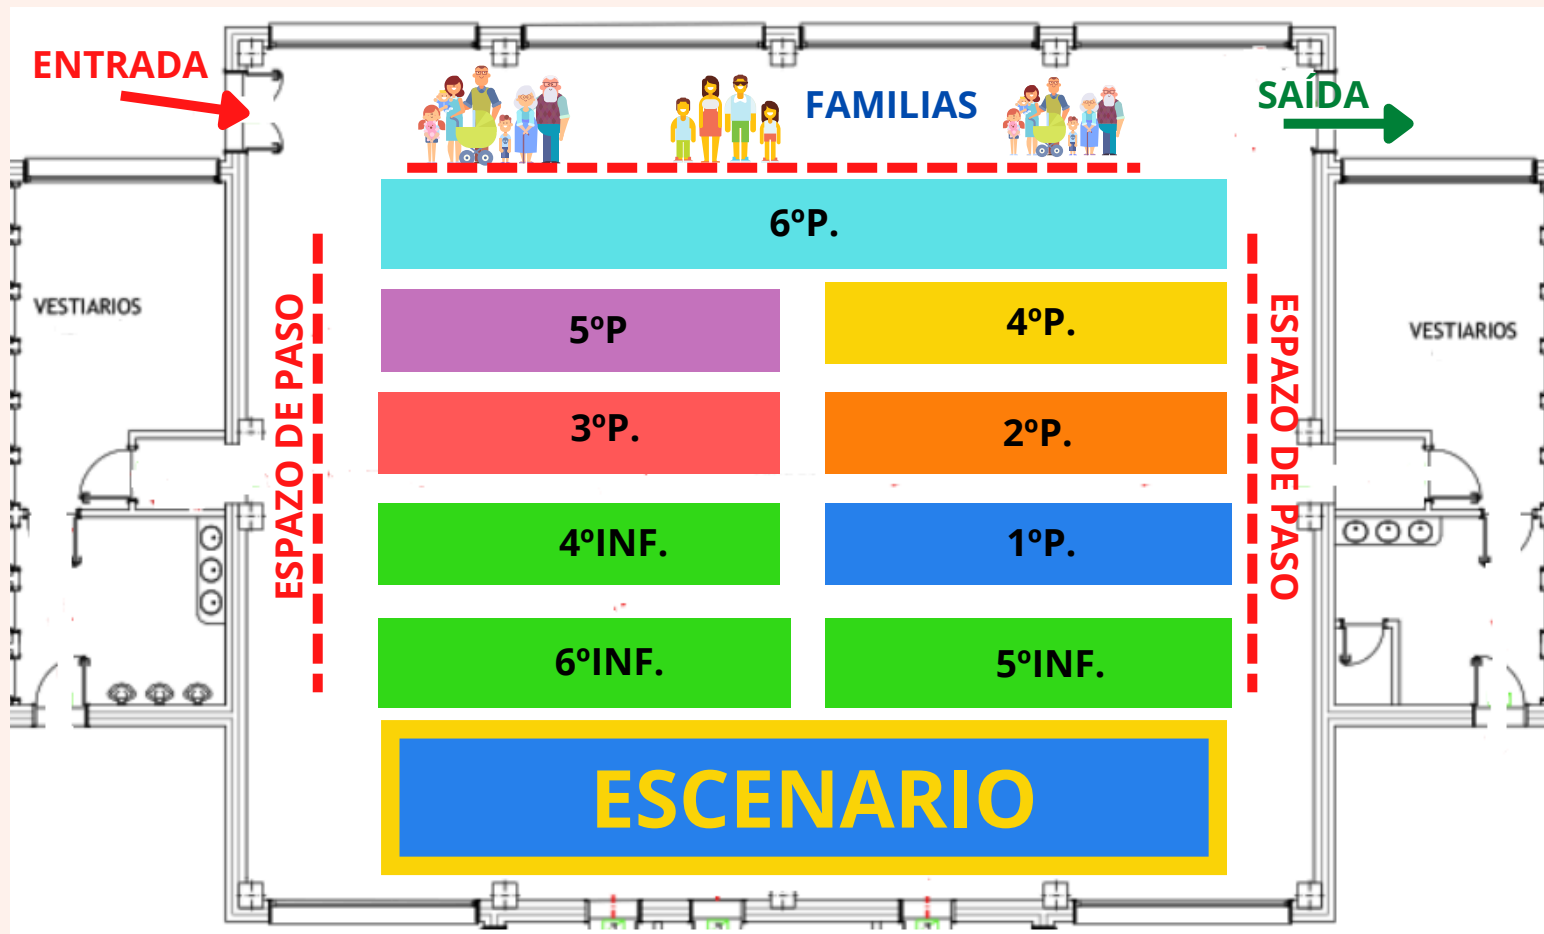 ENTRADA
FAMILIAS
SAÍDA
6ºP.
5ºP
4ºP.
VESTIARIOS
VESTIARIOS
ESPAZO DE PASO
ESPAZO DE PASO
3ºP.
2ºP.
4ºINF.
1ºP.
6ºINF.
5ºINF.
ESCENARIO